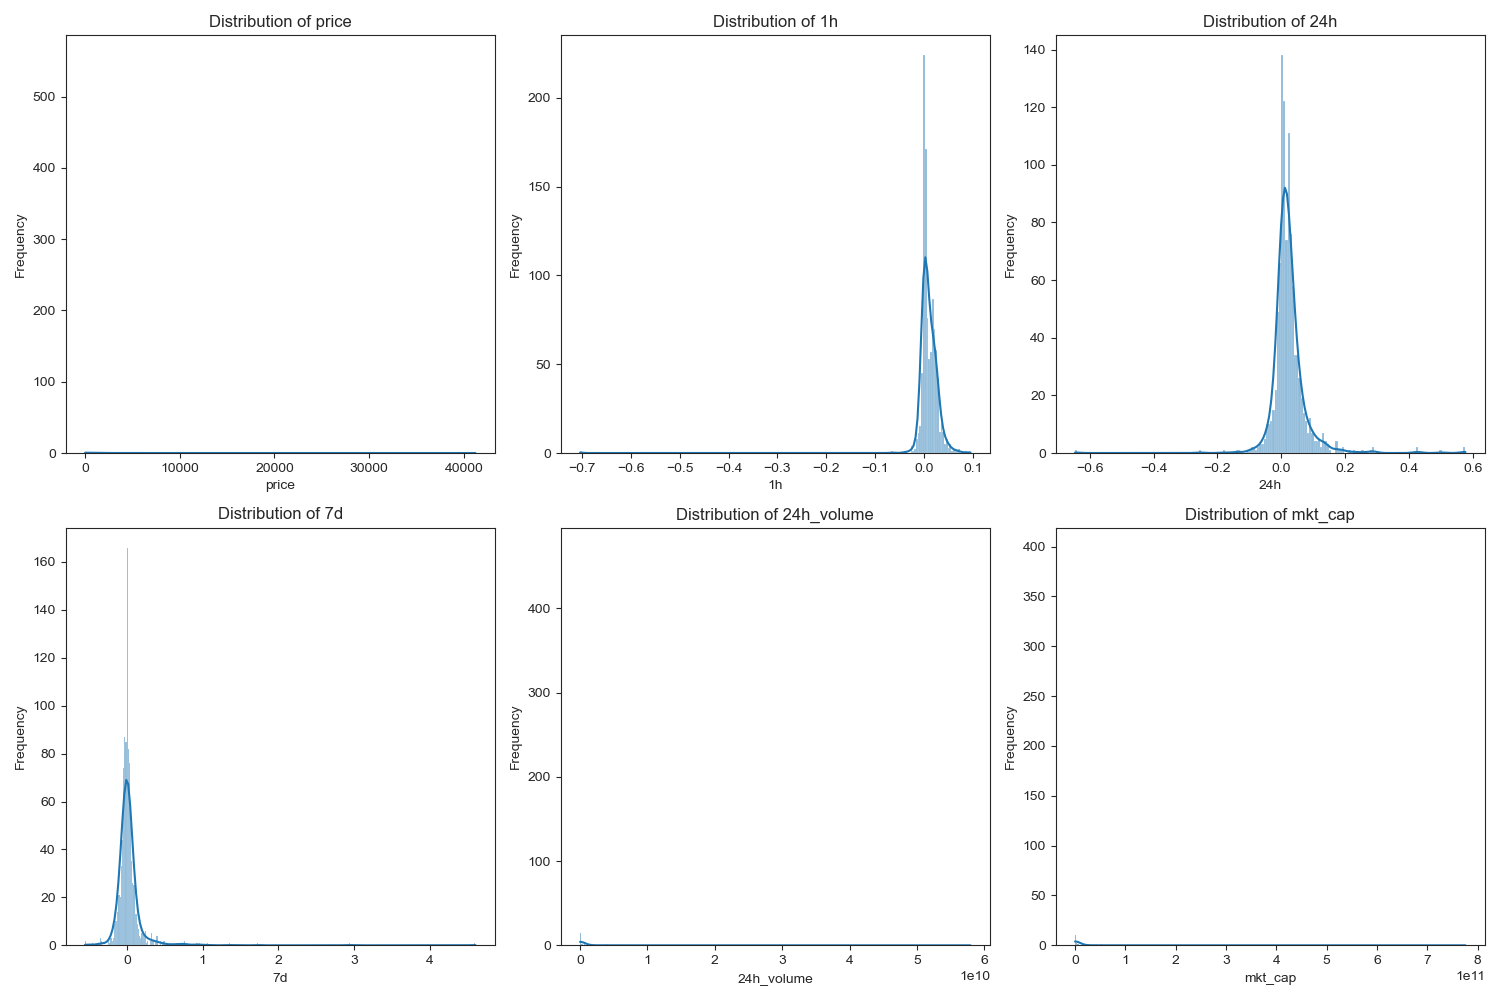 Distribution of price
Frequency
500
400
300
200
100
0
0 10000 20000 30000 40000
price
Distribution of 1h
Frequency
200
150
100
50
0
−0.7 −0.6 −0.5 −0.4 −0.3 −0.2 −0.1 0.0 0.1
1h
Distribution of 24h
Frequency
140
120
100
80
60
40
20
0
−0.6 −0.4 −0.2 0.0 0.2 0.4 0.6
24h
Distribution of 7d
Frequency
160
140
120
100
80
60
40
20
0
0 1 2 3 4
7d
Distribution of 24h_volume
Frequency
400
300
200
100
0
0 1 2 3 4 5 6
1e10
24h_volume
Distribution of mkt_cap
Frequency
400
350
300
250
200
150
100
50
0
0 1 2 3 4 5 6 7 8
1e11
mkt_cap